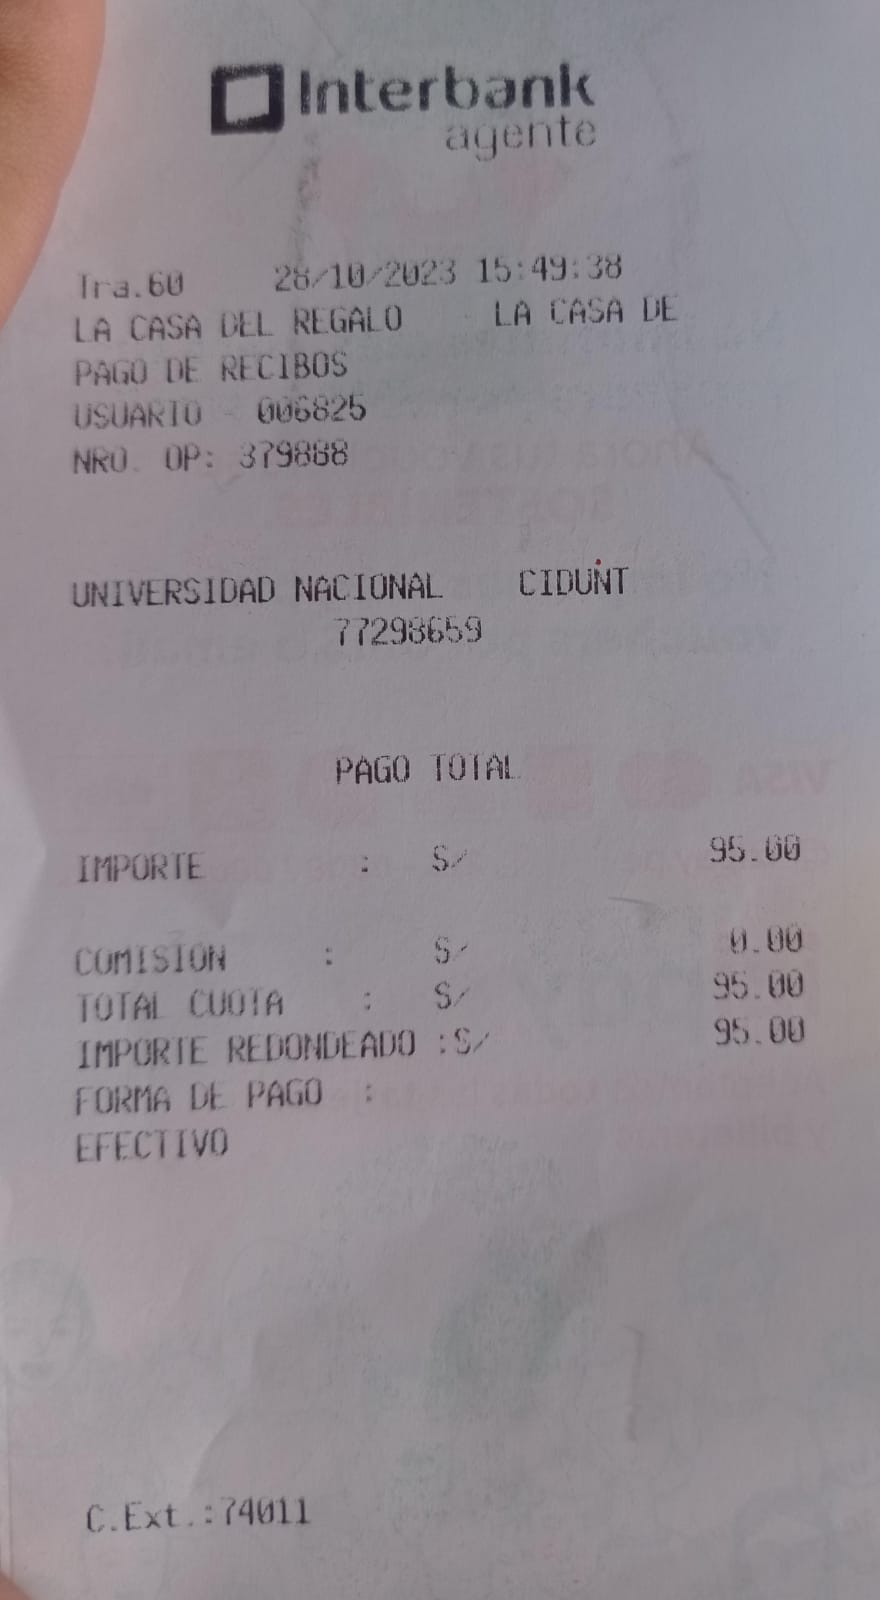 Interbank
agente
Tra.60 28/10/2023 15:49:38
LA CASA DEL REGALO LA CASA DE
PAGO DE RECIBOS
USUARIO 006825
NRO. OP: 379888
UNIVERSIDAD NACIONAL CIDUNT
77298659
PAGO TOTAL
IMPORTE : S/ 95.00
COMISION : S/ 0.00
TOTAL CUOTA : S/ 95.00
IMPORTE REDONDEADO :S/ 95.00
FORMA DE PAGO :
EFECTIVO
C.Ext.:74011